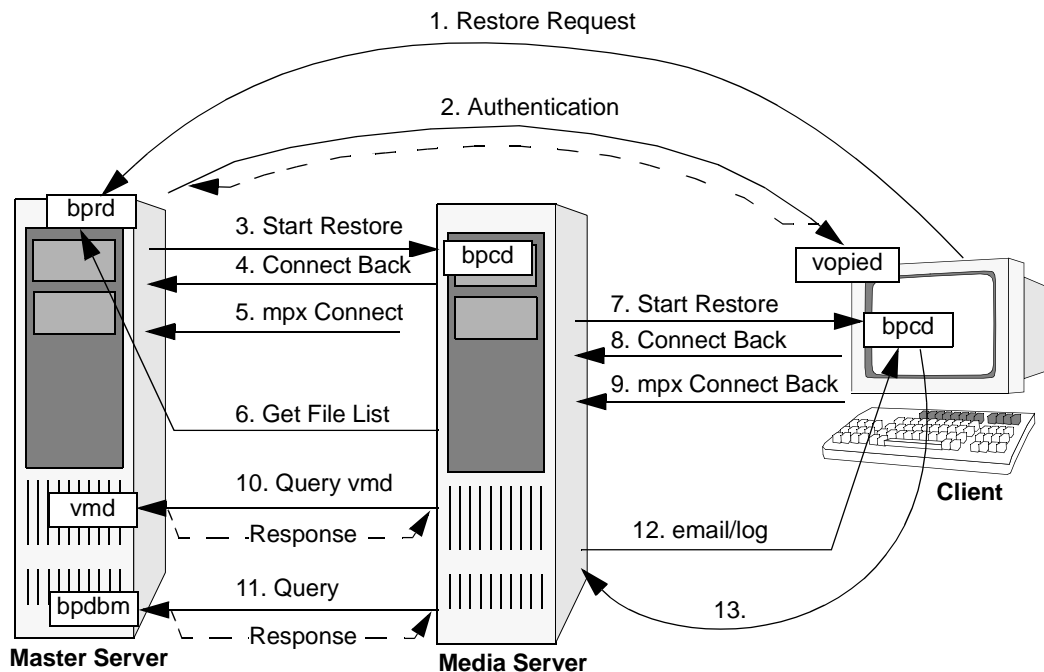 1. Restore Request
2. Authentication
bprd
3. Start Restore
bpcd
vopied
4. Connect Back
5. mpx Connect
7. Start Restore
bpcd
8. Connect Back
9. mpx Connect Back
6. Get File List
10. Query vmd
Client
vmd
Response
12. email/log
11. Query
bpdbm
13.
Response
Master Server
Media Server